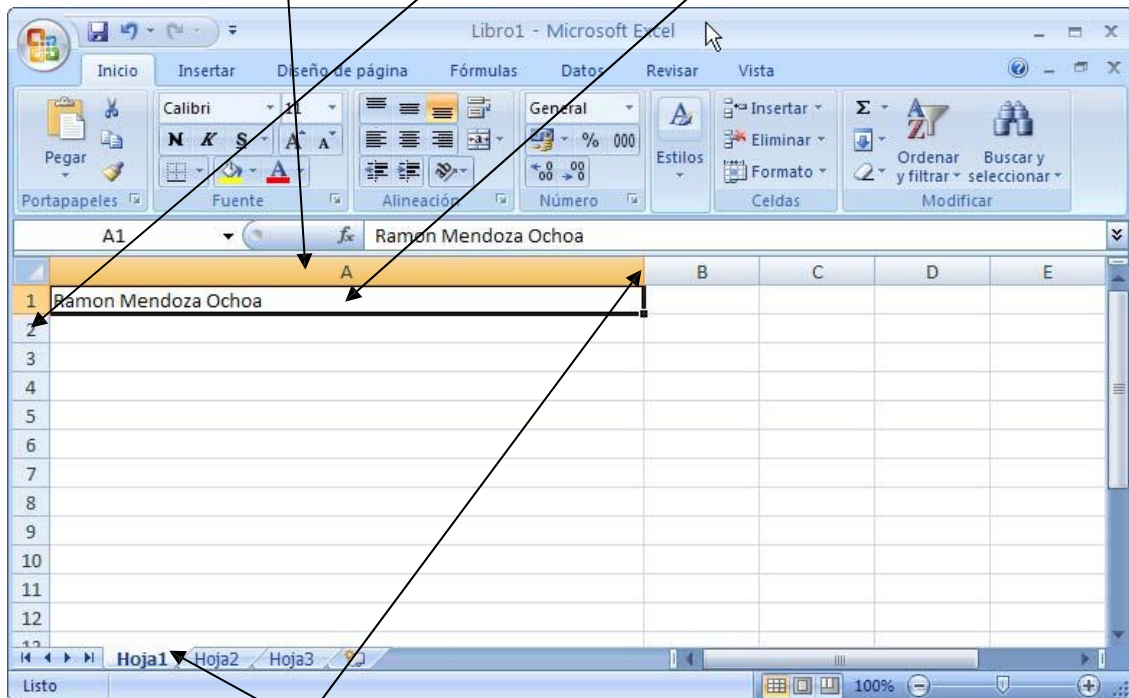 Libro1 - Microsoft Excel
Inicio Insertar Diseño de página Fórmulas Datos Revisar Vista
Calibri 11 General Insertar Σ
N K S A A % 000 Eliminar
Pegar Estilos Ordenar y filtrar Buscar y seleccionar
A Formato
Portapapeles Fuente Alineación Número Celdas Modificar
A1 fx Ramon Mendoza Ochoa
A B C D E
1 Ramon Mendoza Ochoa
2
3
4
5
6
7
8
9
10
11
12
Hoja1 Hoja2 Hoja3
Listo 100%